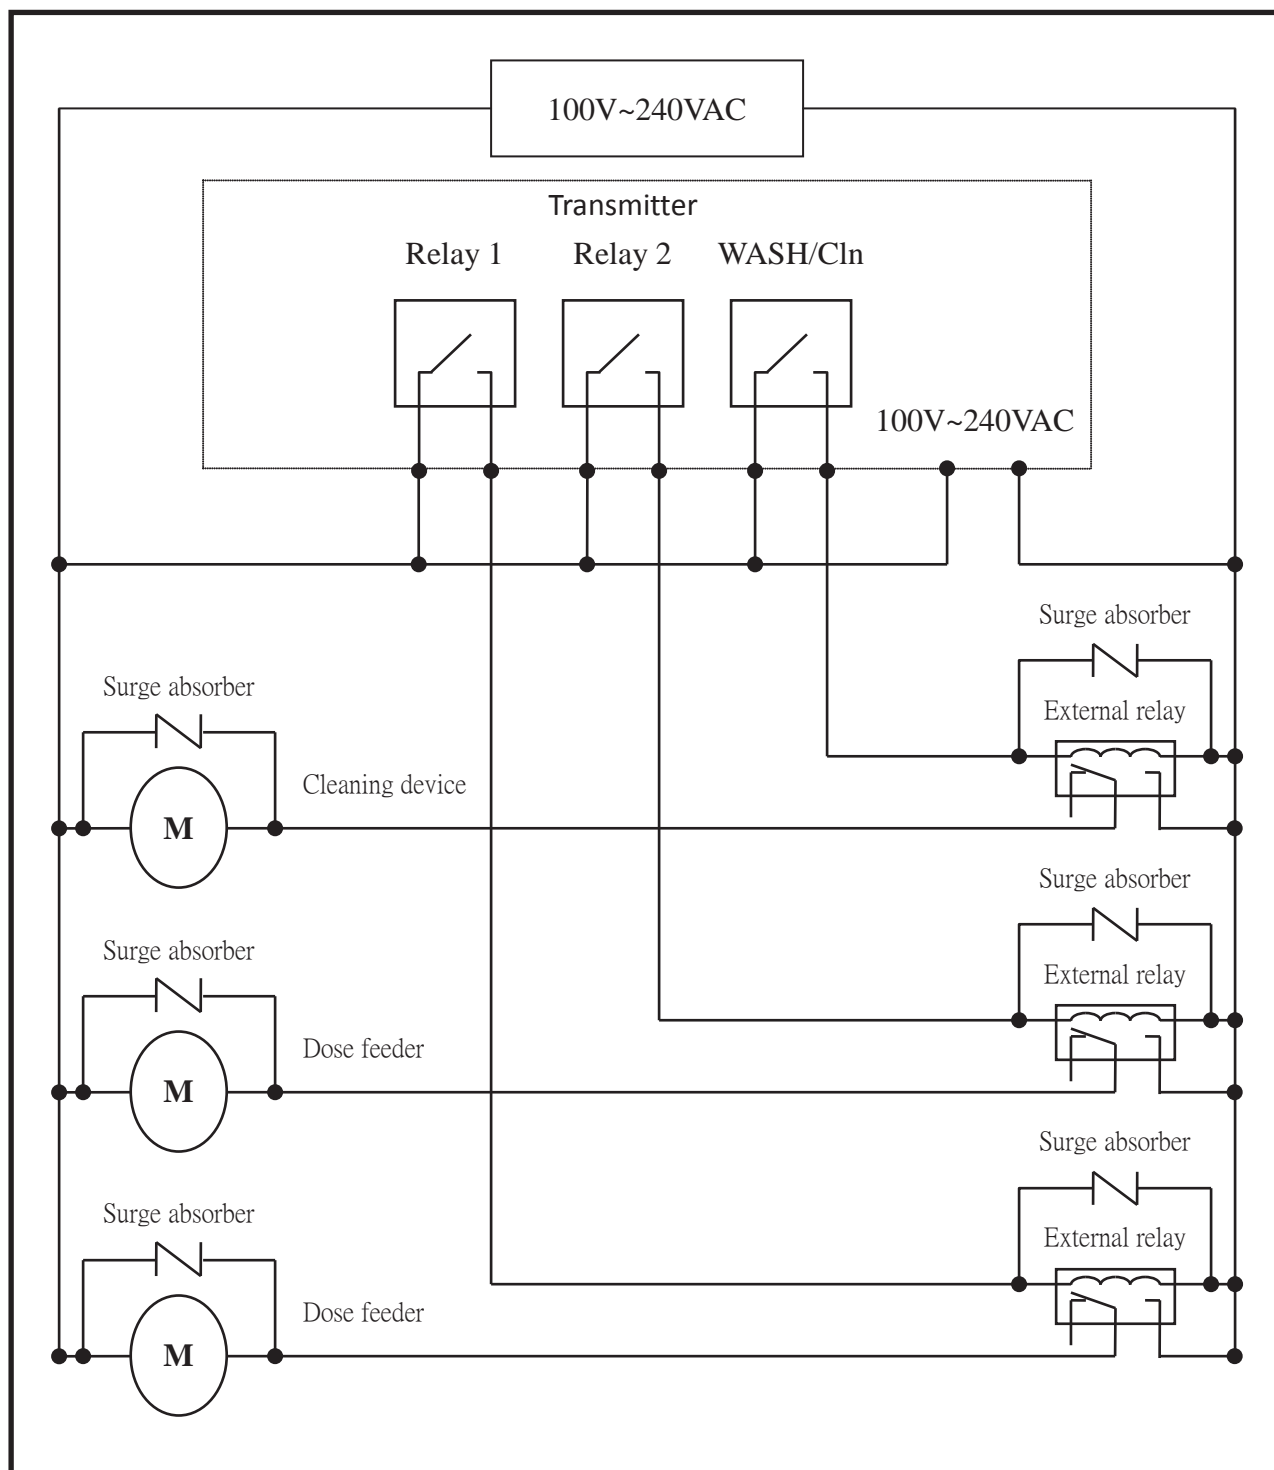 100V~240VAC
Transmitter
Relay 1 Relay 2 WASH/Cln
100V~240VAC
Surge absorber
External relay
Surge absorber
Cleaning device
M
Surge absorber
External relay
Surge absorber
Dose feeder
M
Surge absorber
External relay
Surge absorber
Dose feeder
M